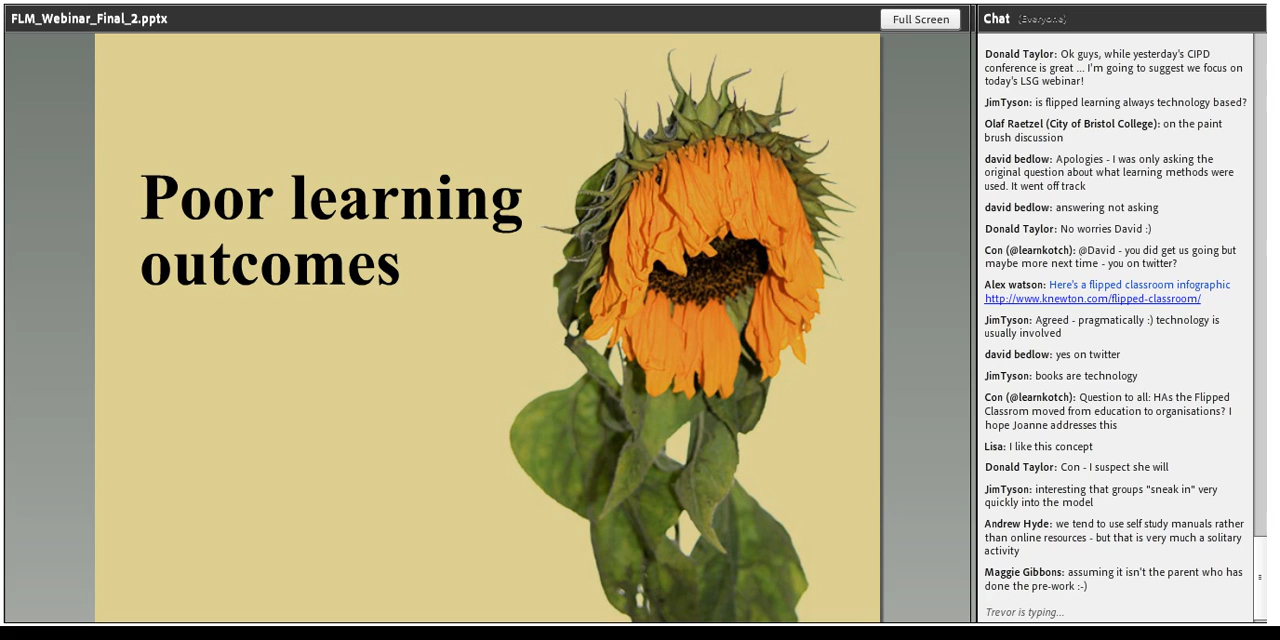 FLM_Webinar_Final_2.pptx
Full Screen
Poor learning
outcomes
Chat (Everyone)
Donald Taylor: Ok guys, while yesterday's CIPD
conference is great ... I'm going to suggest we focus on
today's LSG webinar!
JimTyson: is flipped learning always technology based?
Olaf Raetzel (City of Bristol College): on the paint
brush discussion
david bedlow: Apologies - I was only asking the
original question about what learning methods were
used. It went off track
david bedlow: answering not asking
Donald Taylor: No worries David :)
Con (@learnkotch): @David - you did get us going but
maybe more next time - you on twitter?
Alex watson: Here's a flipped classroom infographic
http://www.knewton.com/flipped-classroom/
JimTyson: Agreed - pragmatically :) technology is
usually involved
david bedlow: yes on twitter
JimTyson: books are technology
Con (@learnkotch): Question to all: HAs the Flipped
Classrom moved from education to organisations? I
hope Joanne addresses this
Lisa: I like this concept
Donald Taylor: Con - I suspect she will
JimTyson: interesting that groups "sneak in" very
quickly into the model
Andrew Hyde: we tend to use self study manuals rather
than online resources - but that is very much a solitary
activity
Maggie Gibbons: assuming it isn't the parent who has
done the pre-work :-)
Trevor is typing...